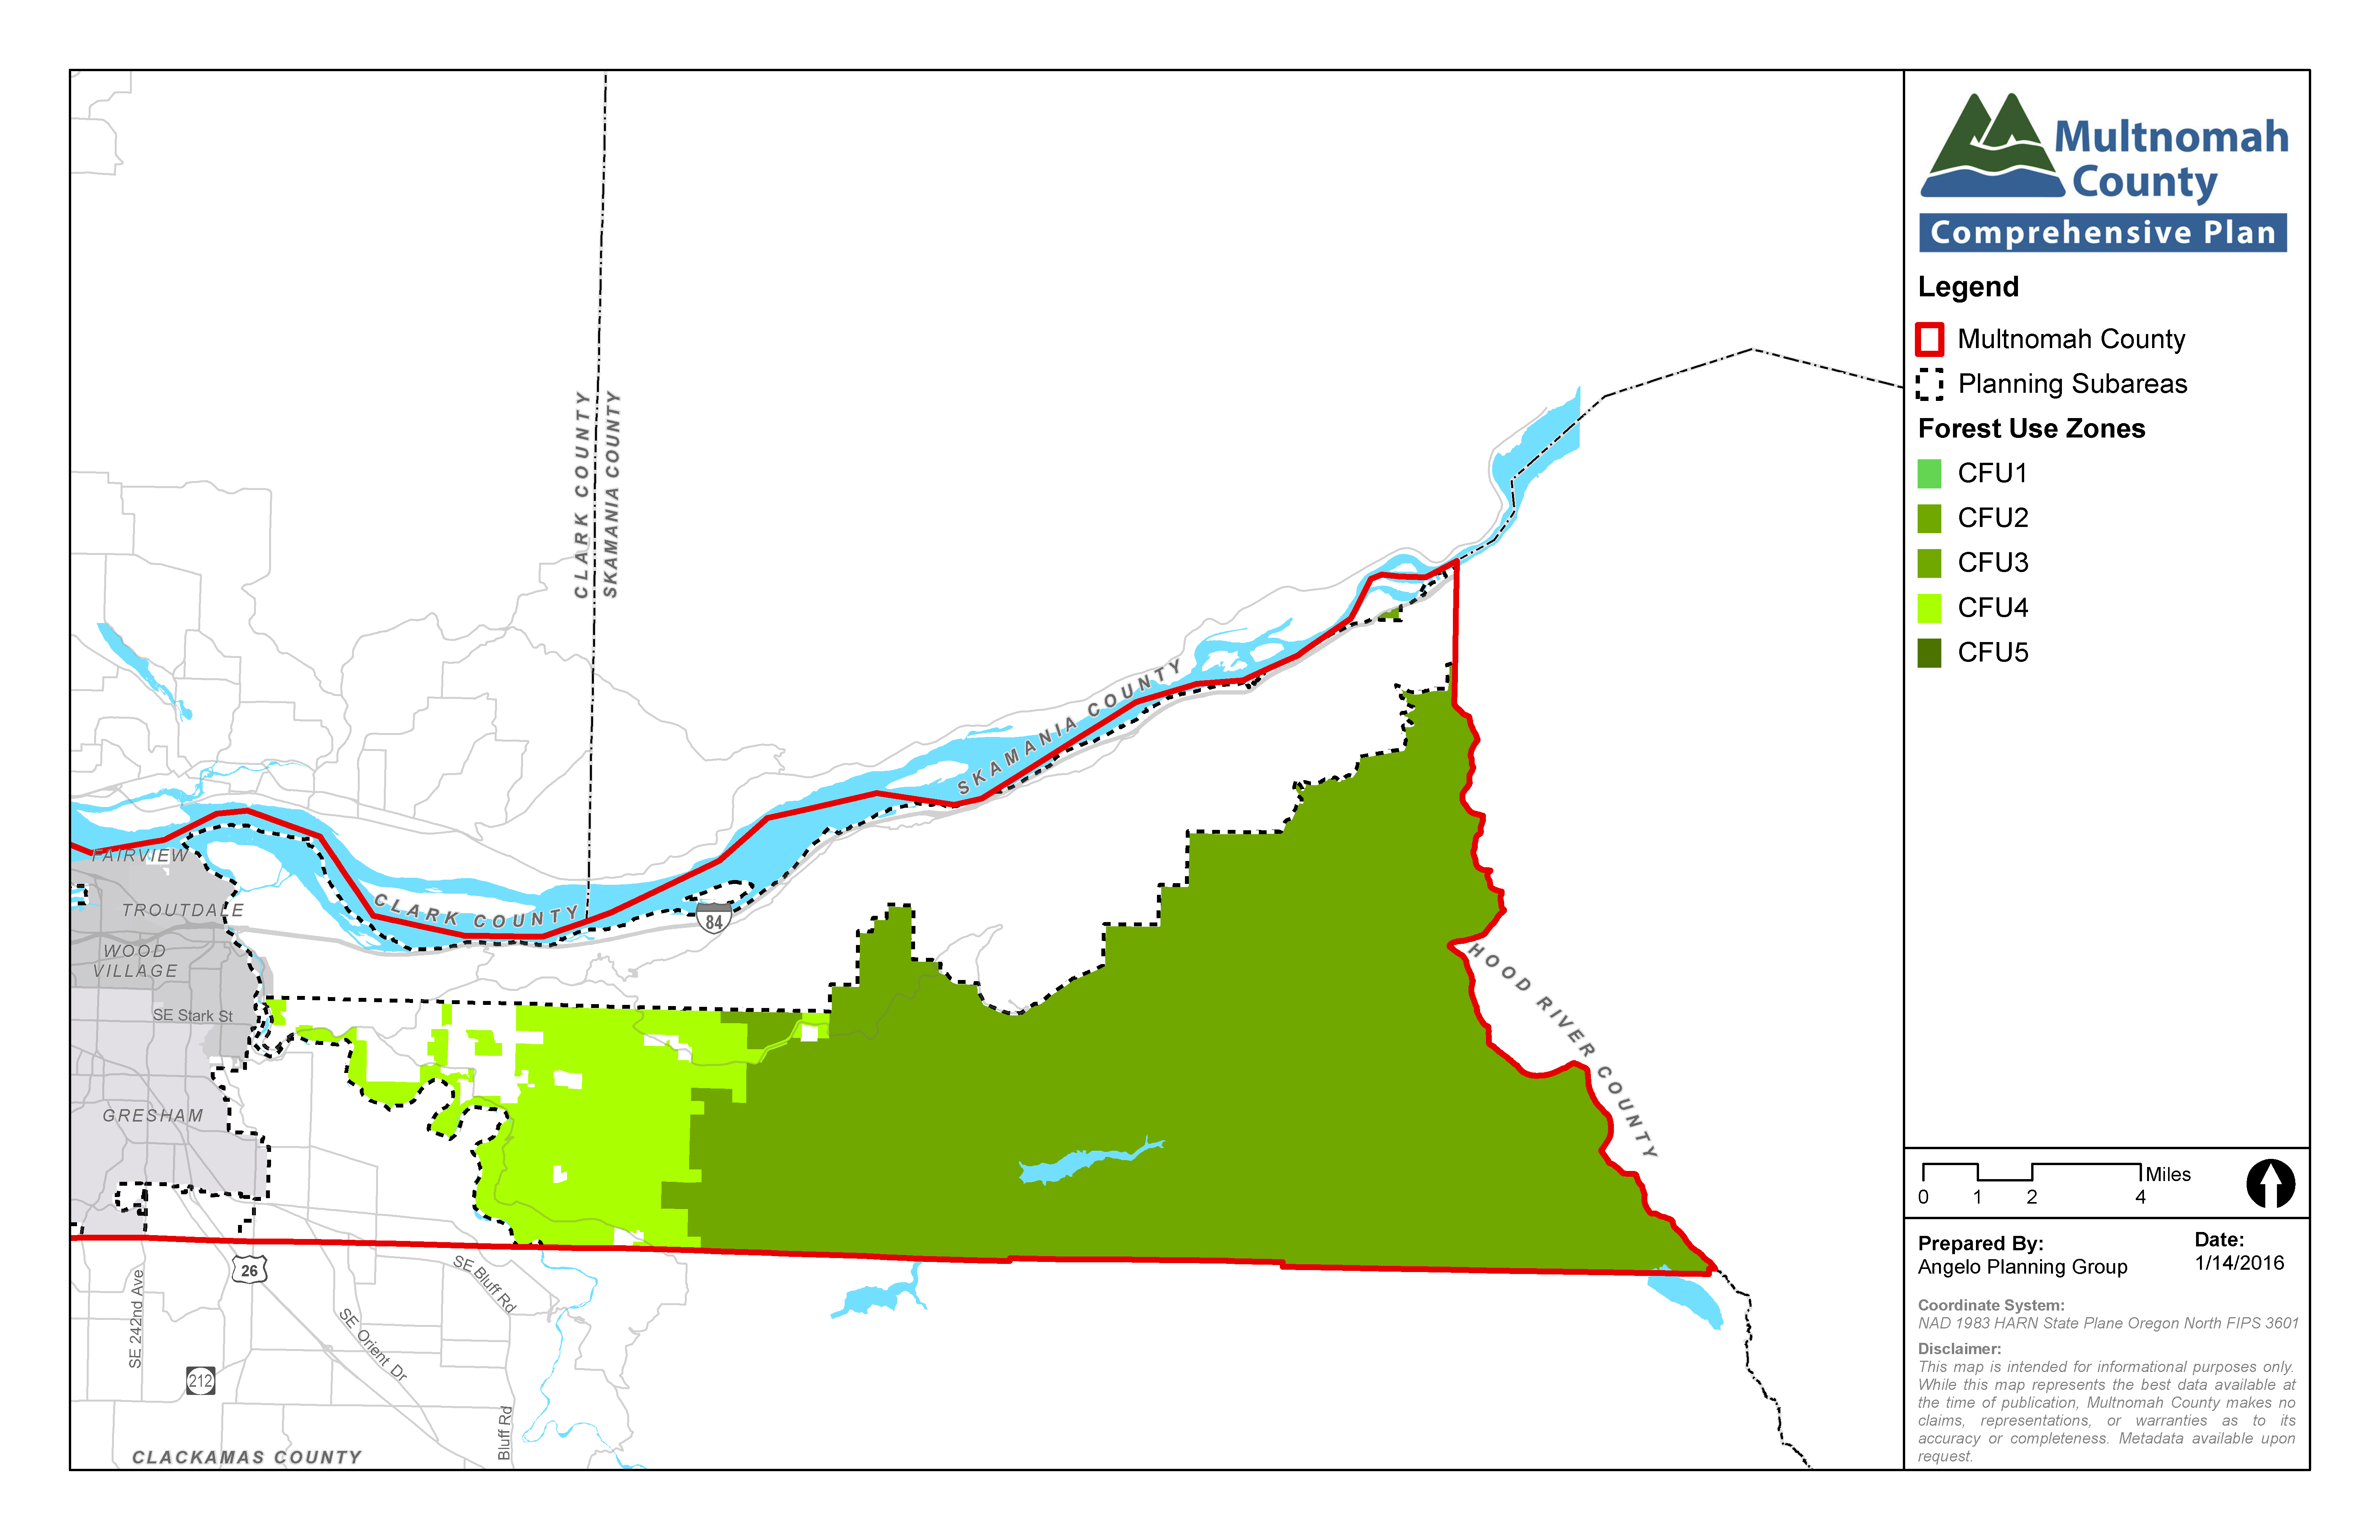 Multnomah
County
Comprehensive Plan
Legend
Multnomah County
Planning Subareas
Forest Use Zones
CFU1
CFU2
CFU3
CFU4
CFU5
CLARK COUNTY
SKAMANIA COUNTY
SKAMANIA COUNTY
FAIRVIEW
TROUTDALE
CLARK COUNTY
84
WOOD
VILLAGE
HOOD RIVER COUNTY
SE Stark St
GRESHAM
26
SE Bluff Rd
SE 242nd Ave
SE Orient Dr
212
Bluff Rd
CLACKAMAS COUNTY
Miles
0 1 2 4
Prepared By:
Angelo Planning Group
Date:
1/14/2016
Coordinate System:
NAD 1983 HARN State Plane Oregon North FIPS 3601
Disclaimer:
This map is intended for informational purposes only.
While this map represents the best data available at
the time of publication, Multnomah County makes no
claims, representations, or warranties as to its
accuracy or completeness. Metadata available upon
request.